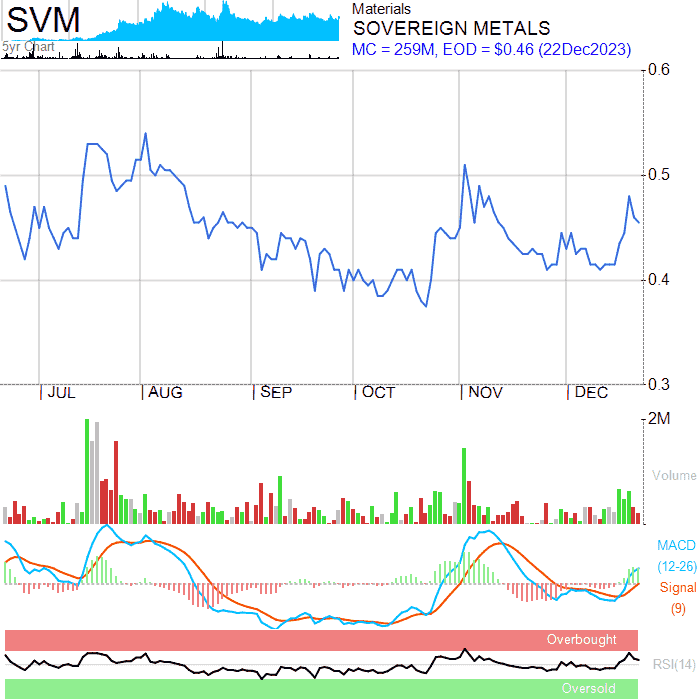 SVM
Materials
SOVEREIGN METALS
5yr Chart
MC = 259M, EOD = $0.46 (22Dec2023)
0.6
0.5
0.4
0.3
JUL AUG SEP OCT NOV DEC
2M
Volume
MACD
(12-26)
Signal
(9)
Overbought
RSI(14)
Oversold